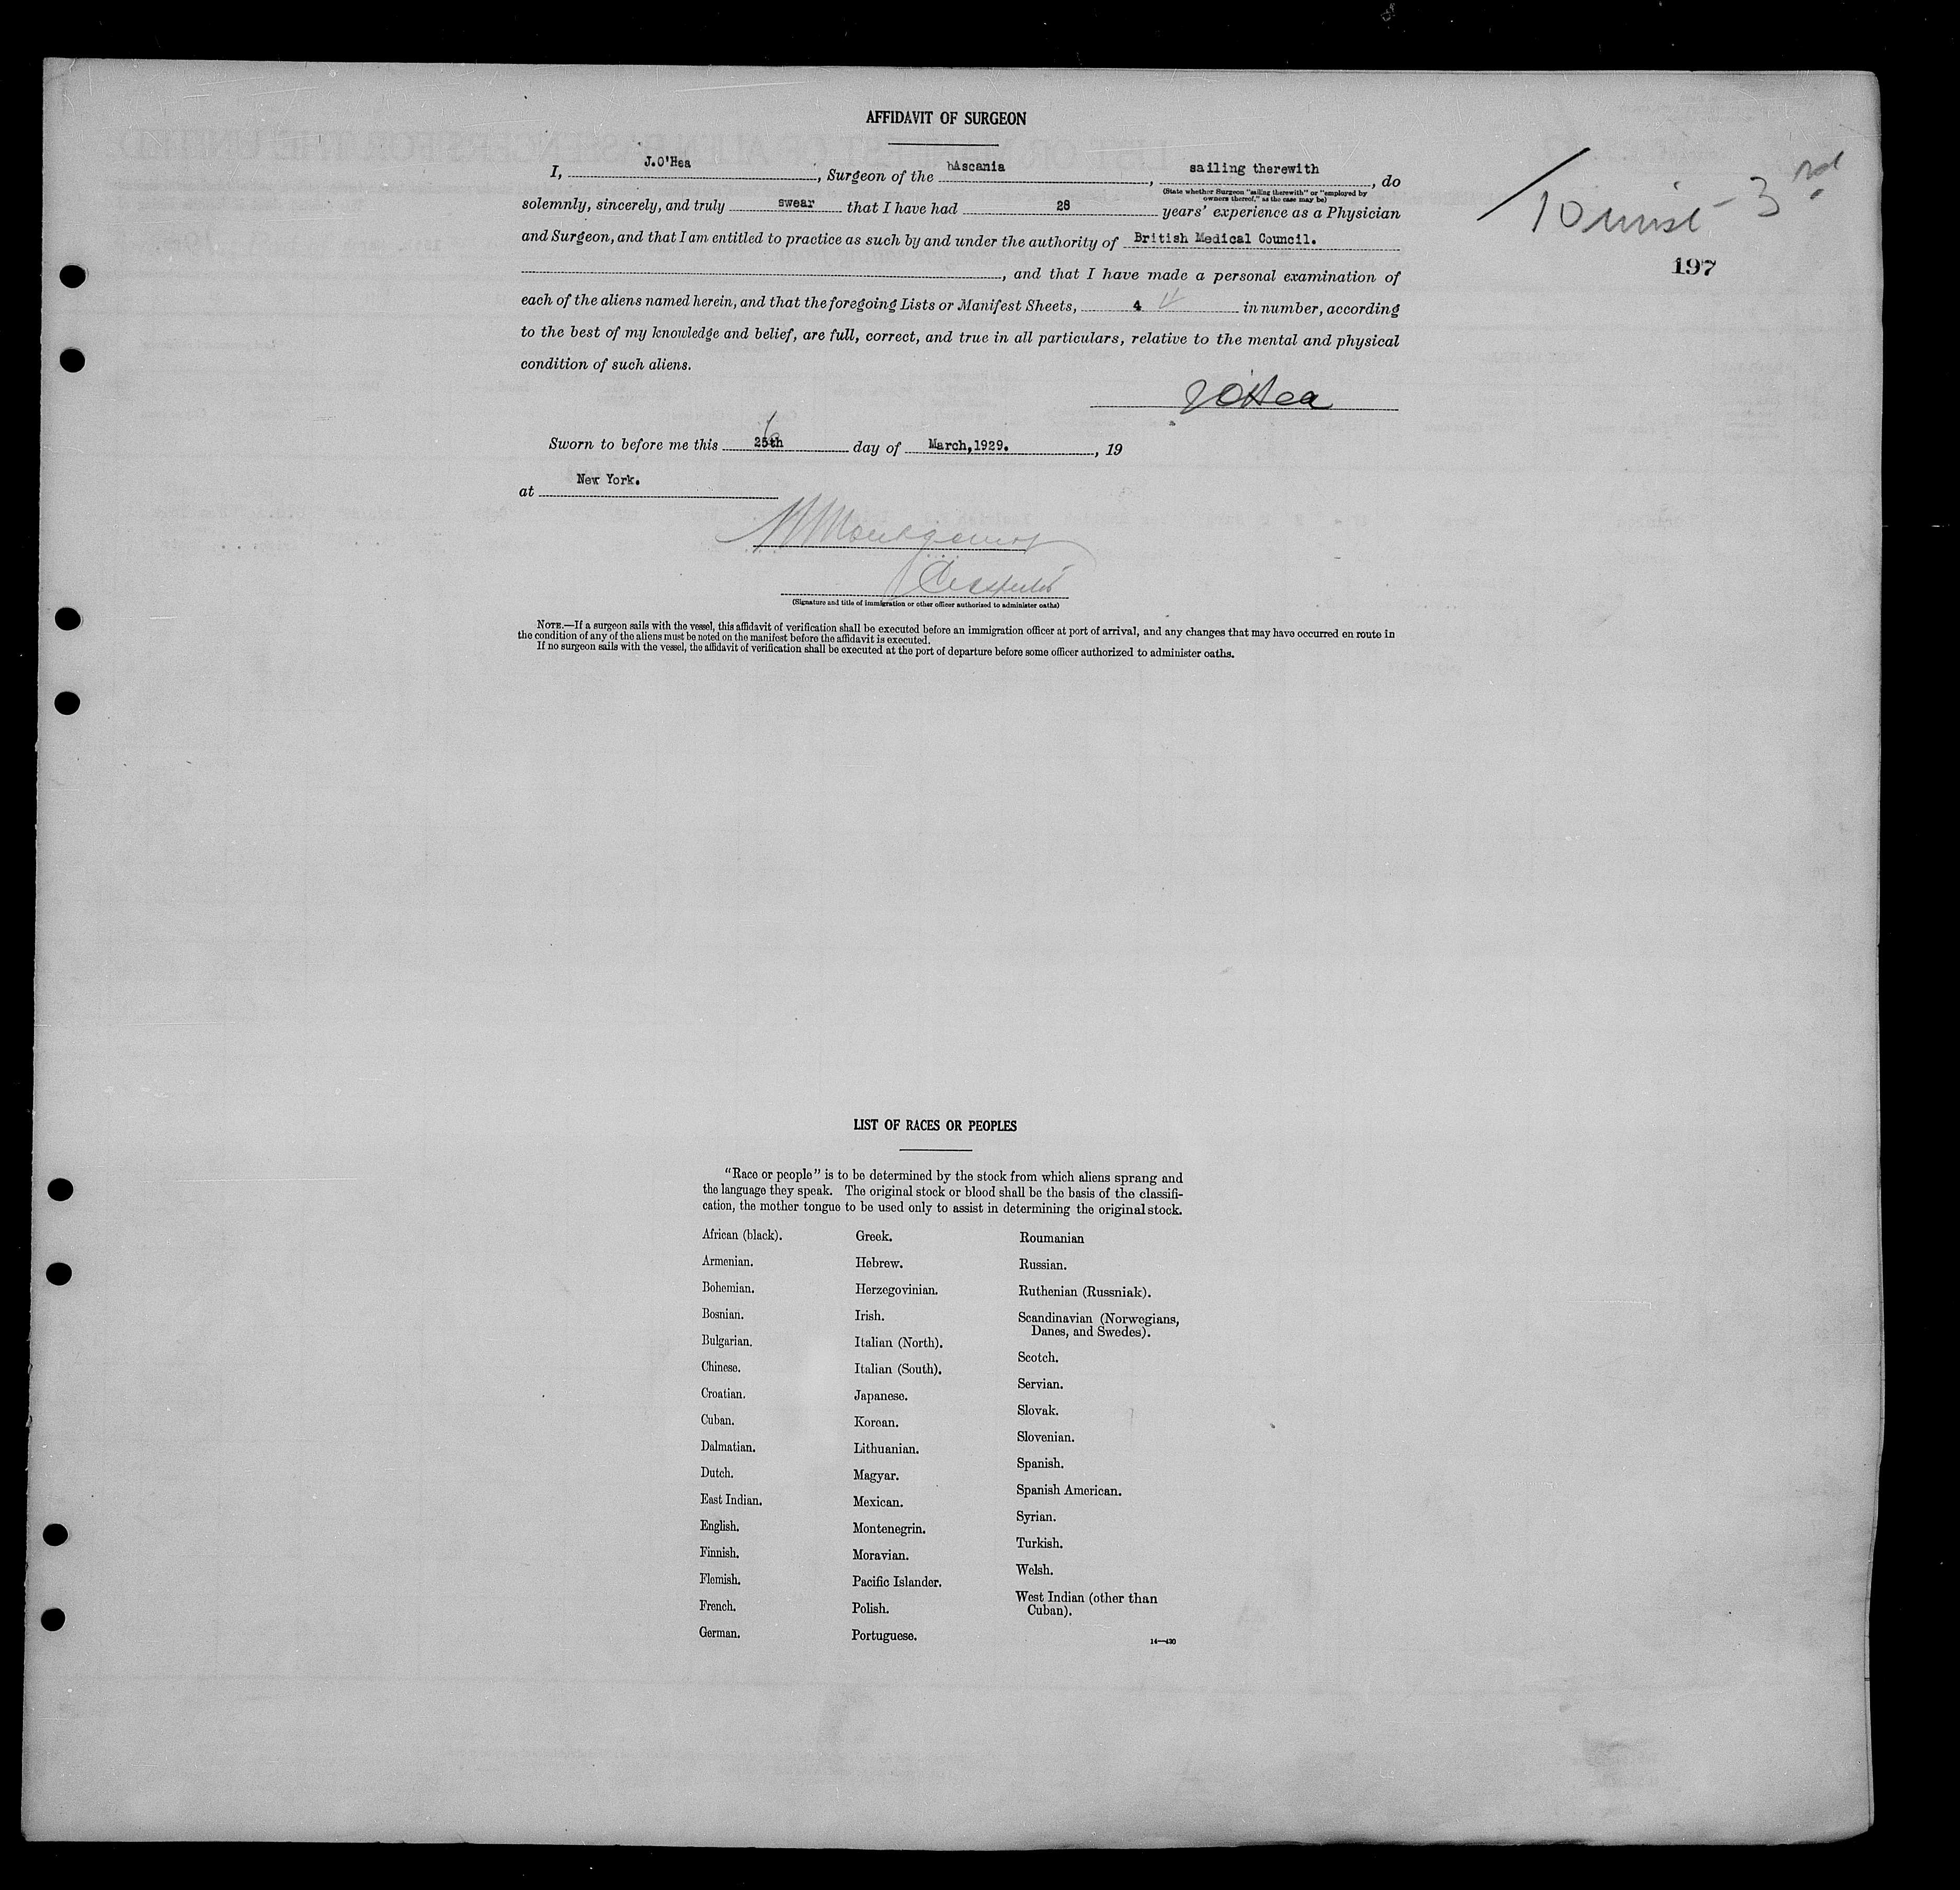 AFFIDAVIT OF SURGEON
Tourist - 3rd
197
I, J.O'Hea, Surgeon of the hAscania, sailing therewith, do
(State whether Surgeon "sailing therewith" or "employed by
owners thereof," as the case may be)
solemnly, sincerely, and truly swear that I have had 28 years' experience as a Physician
and Surgeon, and that I am entitled to practice as such by and under the authority of British Medical Council.
, and that I have made a personal examination of
each of the aliens named herein, and that the foregoing Lists or Manifest Sheets, 4 4 in number, according
to the best of my knowledge and belief, are full, correct, and true in all particulars, relative to the mental and physical
condition of such aliens.
J O'Hea
6
Sworn to before me this 25th day of March,1929., 19
at New York.
Montgomery
(Signature and title of immigration or other officer authorized to administer oaths)
NOTE.—If a surgeon sails with the vessel, this affidavit of verification shall be executed before an immigration officer at port of arrival, and any changes that may have occurred en route in
the condition of any of the aliens must be noted on the manifest before the affidavit is executed.
If no surgeon sails with the vessel, the affidavit of verification shall be executed at the port of departure before some officer authorized to administer oaths.
LIST OF RACES OR PEOPLES
"Race or people" is to be determined by the stock from which aliens sprang and
the language they speak. The original stock or blood shall be the basis of the classifi-
cation, the mother tongue to be used only to assist in determining the original stock.
African (black).
Armenian.
Bohemian.
Bosnian.
Bulgarian.
Chinese.
Croatian.
Cuban.
Dalmatian.
Dutch.
East Indian.
English.
Finnish.
Flemish.
French.
German.
Greek.
Hebrew.
Herzegovinian.
Irish.
Italian (North).
Italian (South).
Japanese.
Korean.
Lithuanian.
Magyar.
Mexican.
Montenegrin.
Moravian.
Pacific Islander.
Polish.
Portuguese.
Roumanian
Russian.
Ruthenian (Russniak).
Scandinavian (Norwegians,
Danes, and Swedes).
Scotch.
Servian.
Slovak.
Slovenian.
Spanish.
Spanish American.
Syrian.
Turkish.
Welsh.
West Indian (other than
Cuban).
14—430